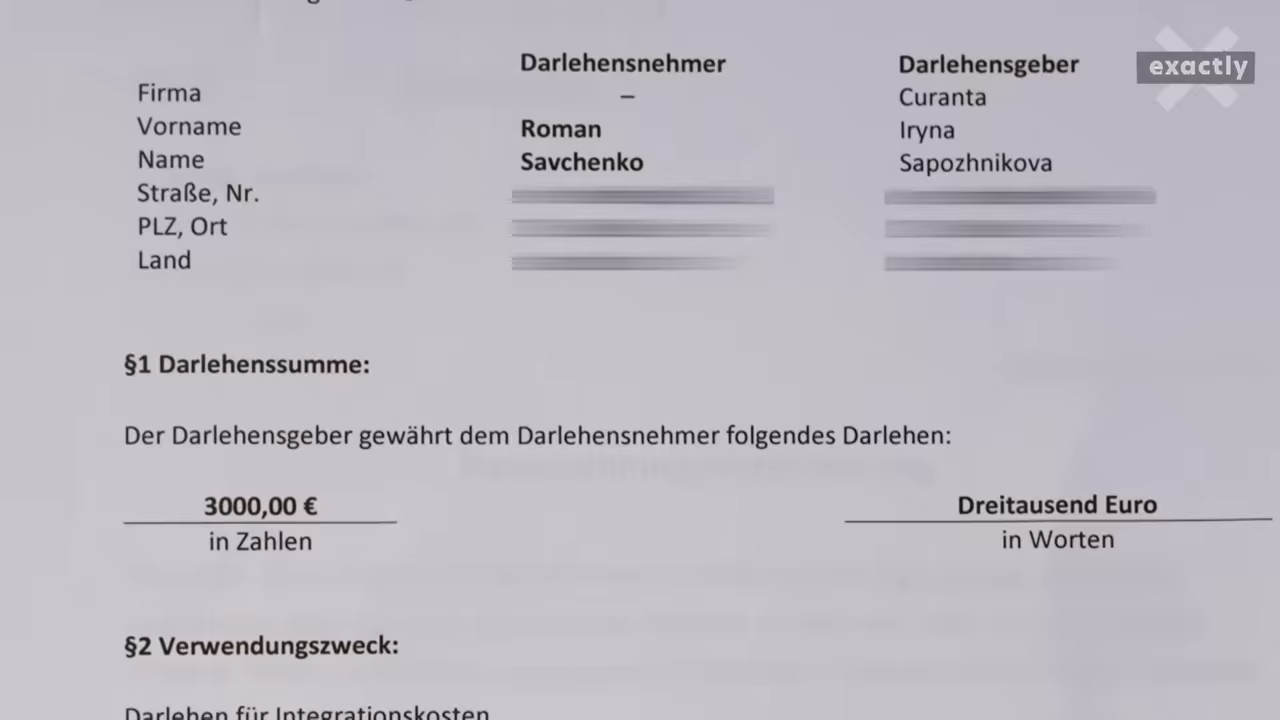 exactly
Darlehensnehmer Darlehensgeber
Firma – Curanta
Vorname Roman Iryna
Name Savchenko Sapozhnikova
Straße, Nr.
PLZ, Ort
Land
§1 Darlehenssumme:
Der Darlehensgeber gewährt dem Darlehensnehmer folgendes Darlehen:
3000,00 € Dreitausend Euro
in Zahlen in Worten
§2 Verwendungszweck:
Darlehen für Integrationskosten